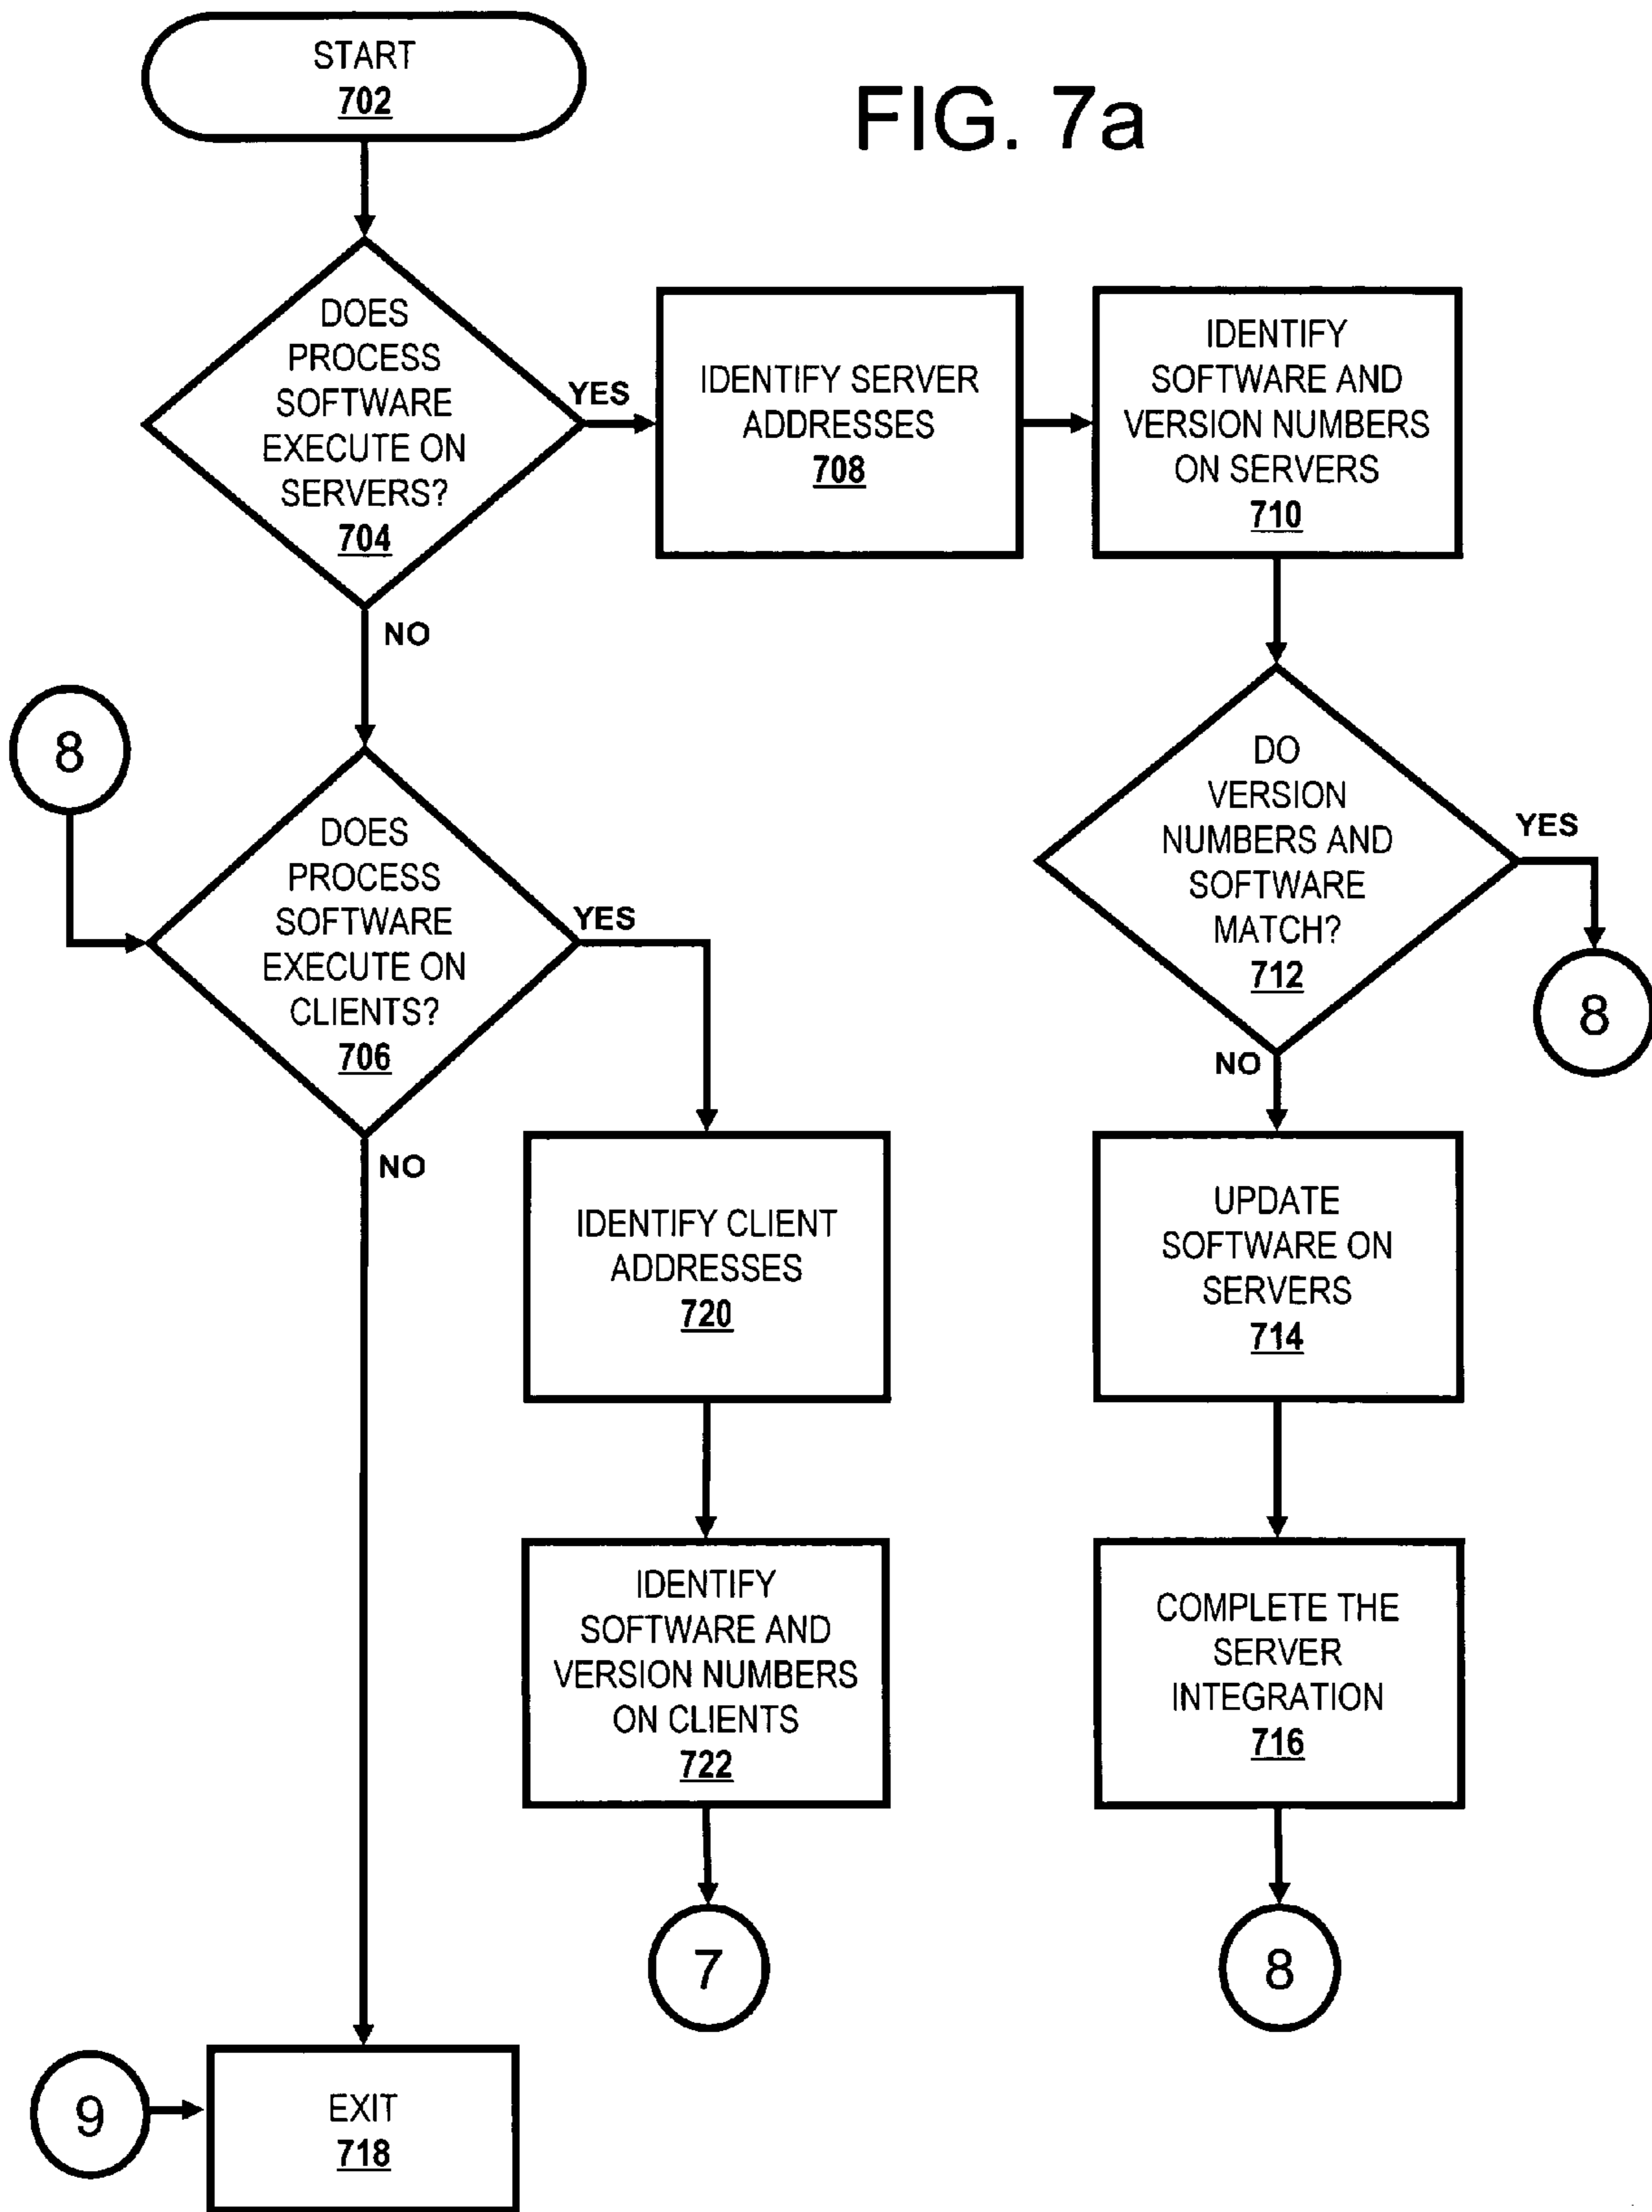 START
702
FIG. 7a
DOES
PROCESS
SOFTWARE
EXECUTE ON
SERVERS?
704
YES
NO
IDENTIFY SERVER
ADDRESSES
708
IDENTIFY
SOFTWARE AND
VERSION NUMBERS
ON SERVERS
710
8
DOES
PROCESS
SOFTWARE
EXECUTE ON
CLIENTS?
706
YES
NO
DO
VERSION
NUMBERS AND
SOFTWARE
MATCH?
712
YES
8
NO
IDENTIFY CLIENT
ADDRESSES
720
UPDATE
SOFTWARE ON
SERVERS
714
IDENTIFY
SOFTWARE AND
VERSION NUMBERS
ON CLIENTS
722
COMPLETE THE
SERVER
INTEGRATION
716
7
8
9
EXIT
718